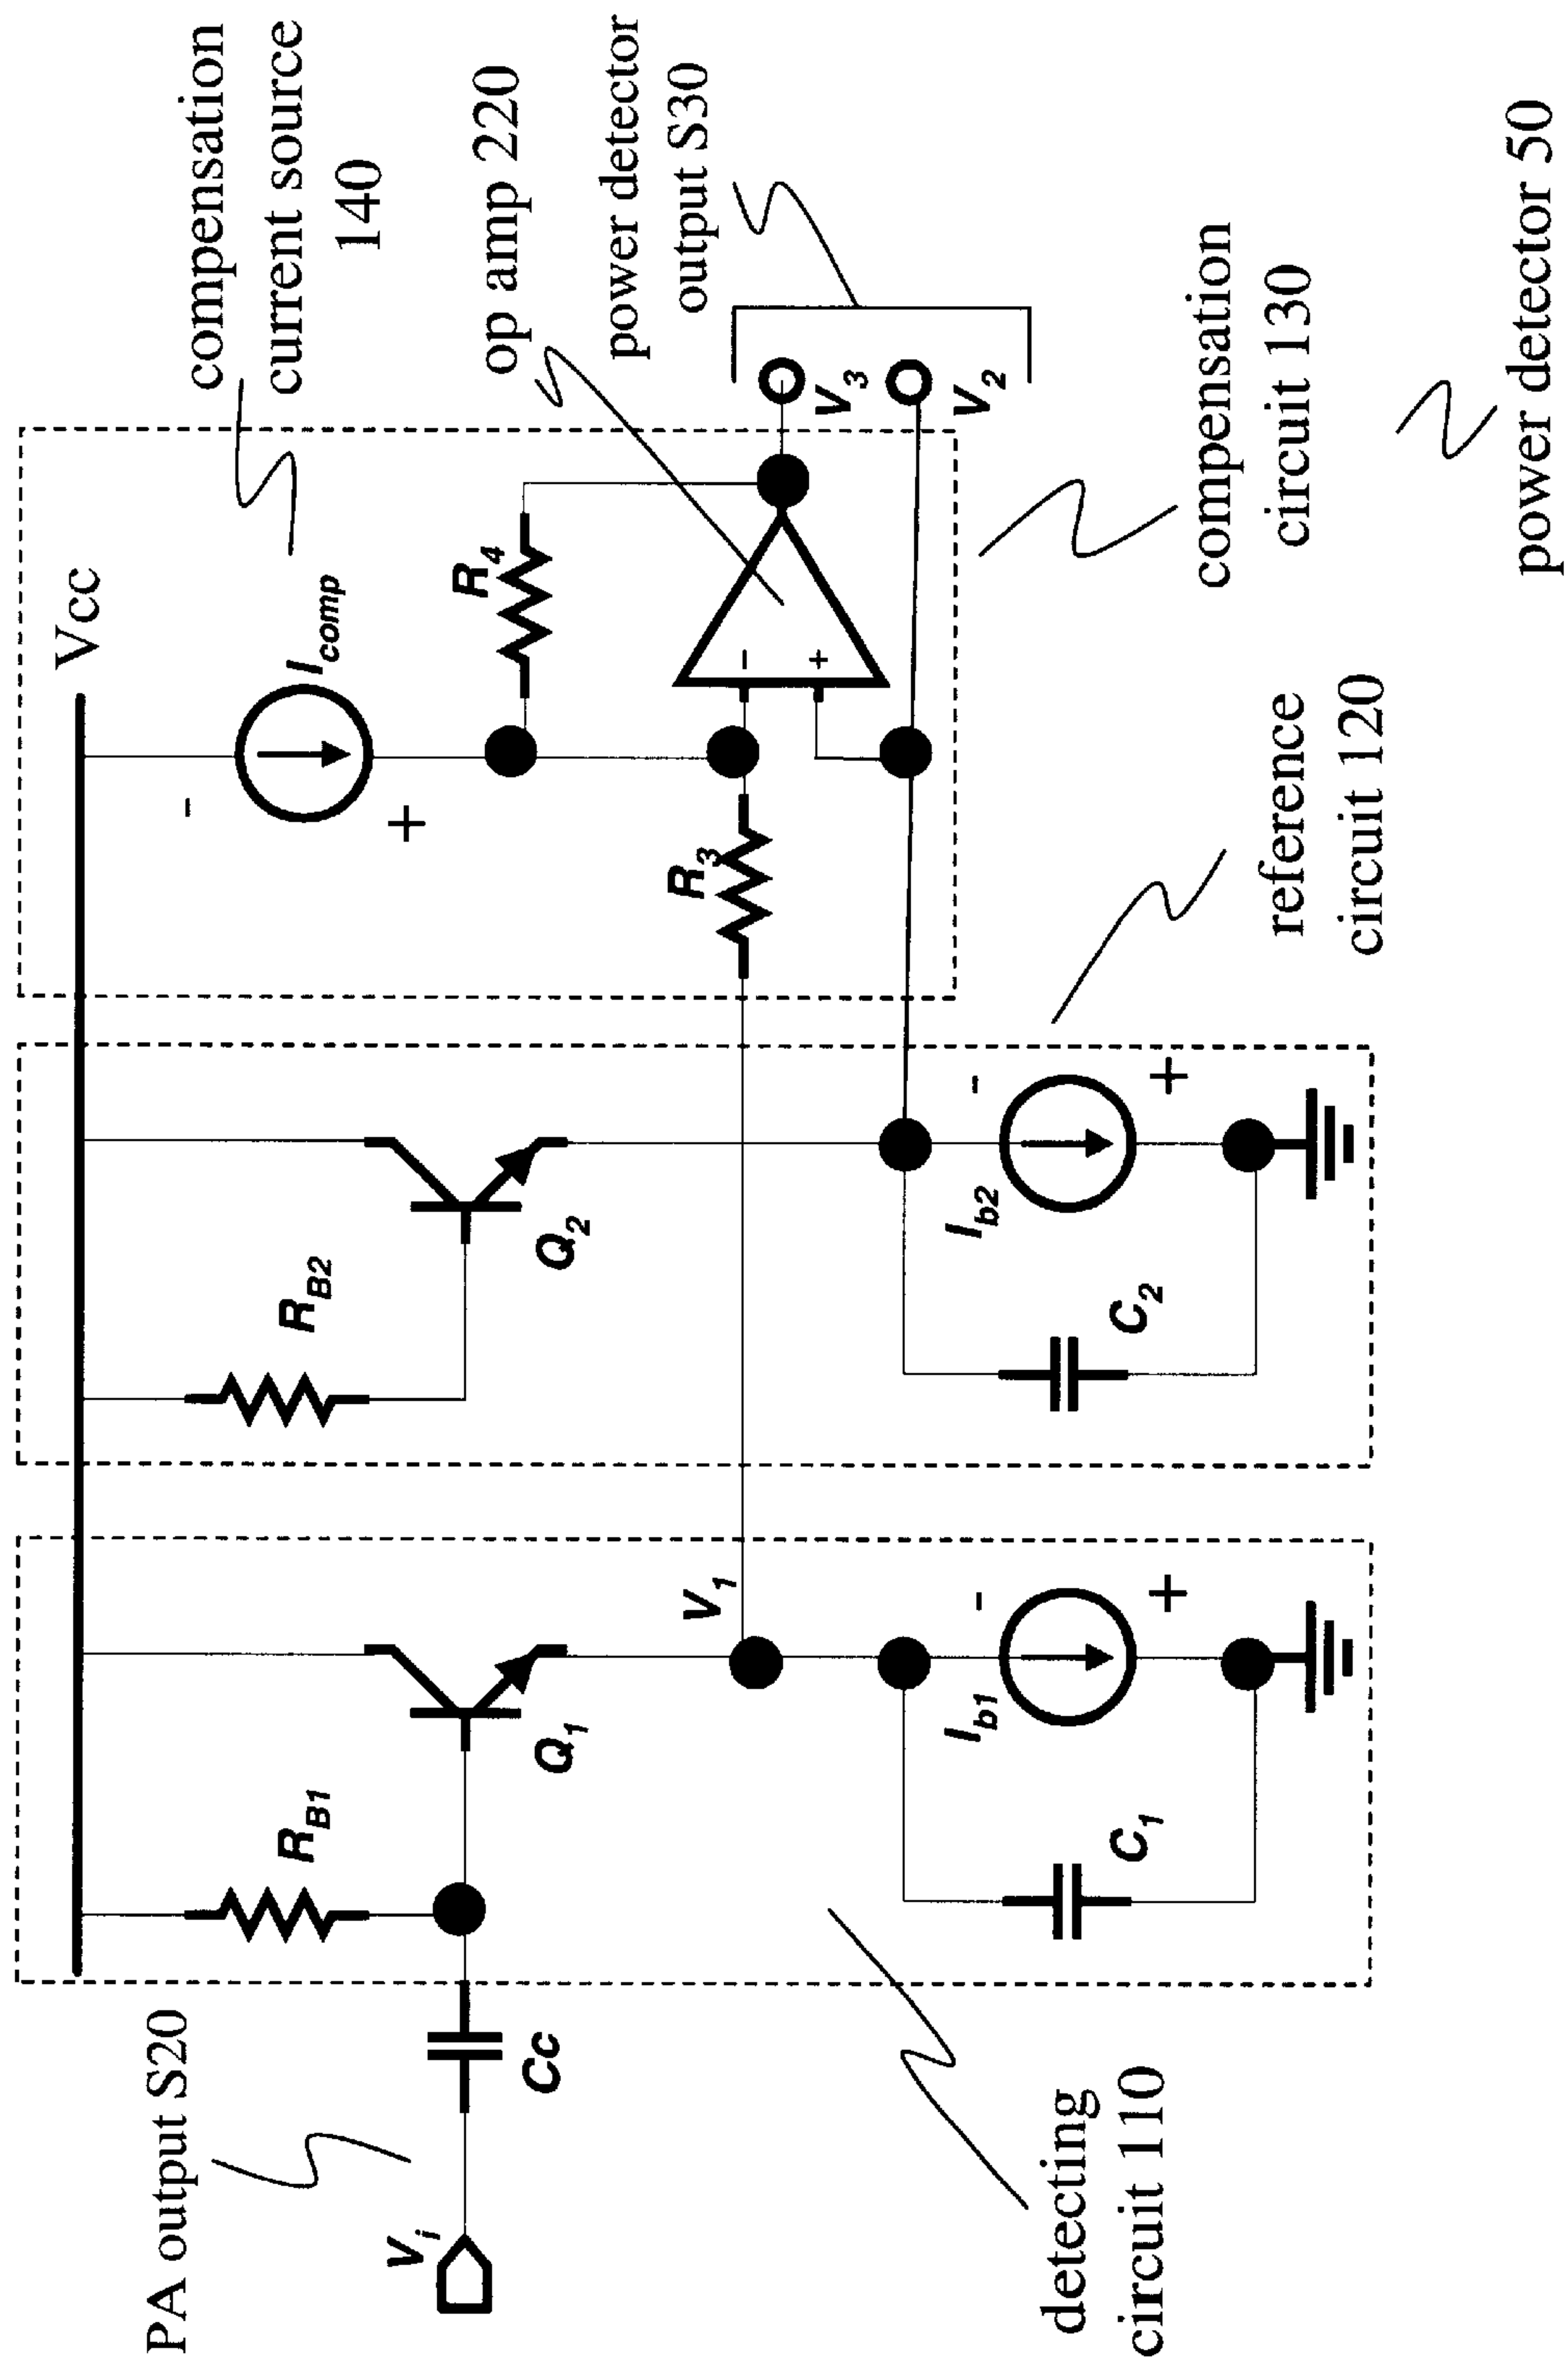 PA output S20
V_i
Cc
R_B1
Q_1
V_1
I_b1
-
+
C_1
detecting
circuit 110
R_B2
Q_2
I_b2
-
+
C_2
reference
circuit 120
Vcc
-
+
I_comp
R_3
R_4
-
+
V_3
V_2
compensation
current source
140
op amp 220
power detector
output S30
compensation
circuit 130
power detector 50